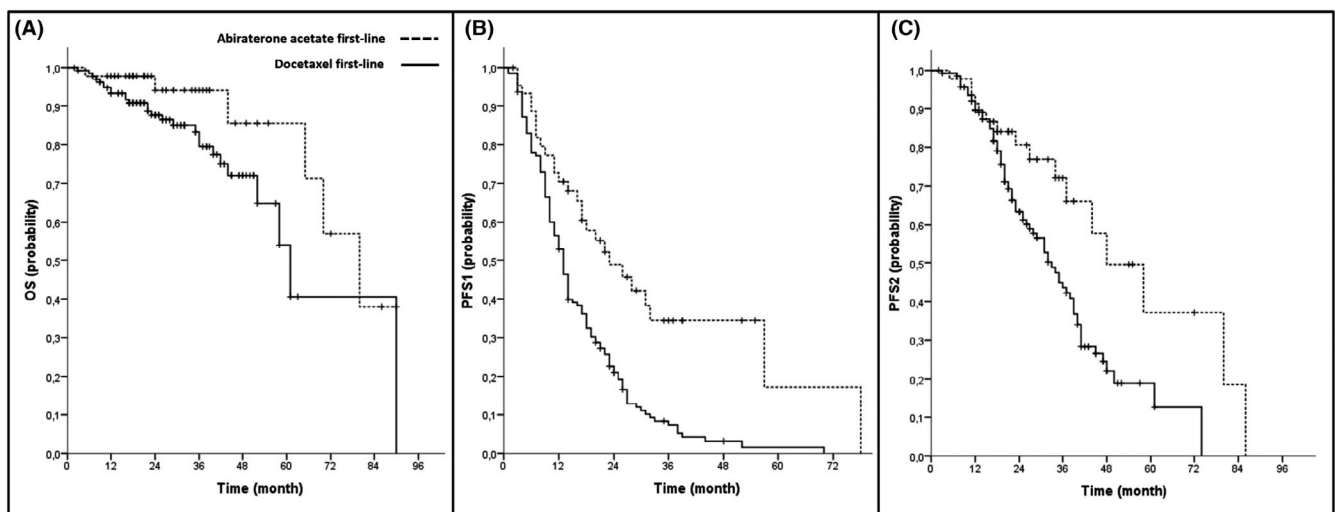 (A)
Abiraterone acetate first-line
Docetaxel first-line
OS (probability)
1,0
0,9
0,8
0,7
0,6
0,5
0,4
0,3
0,2
0,1
0,0
0 12 24 36 48 60 72 84 96
Time (month)
(B)
PFS1 (probability)
1,0
0,9
0,8
0,7
0,6
0,5
0,4
0,3
0,2
0,1
0,0
0 12 24 36 48 60 72
Time (month)
(C)
PFS2 (probability)
1,0
0,9
0,8
0,7
0,6
0,5
0,4
0,3
0,2
0,1
0,0
0 12 24 36 48 60 72 84 96
Time (month)